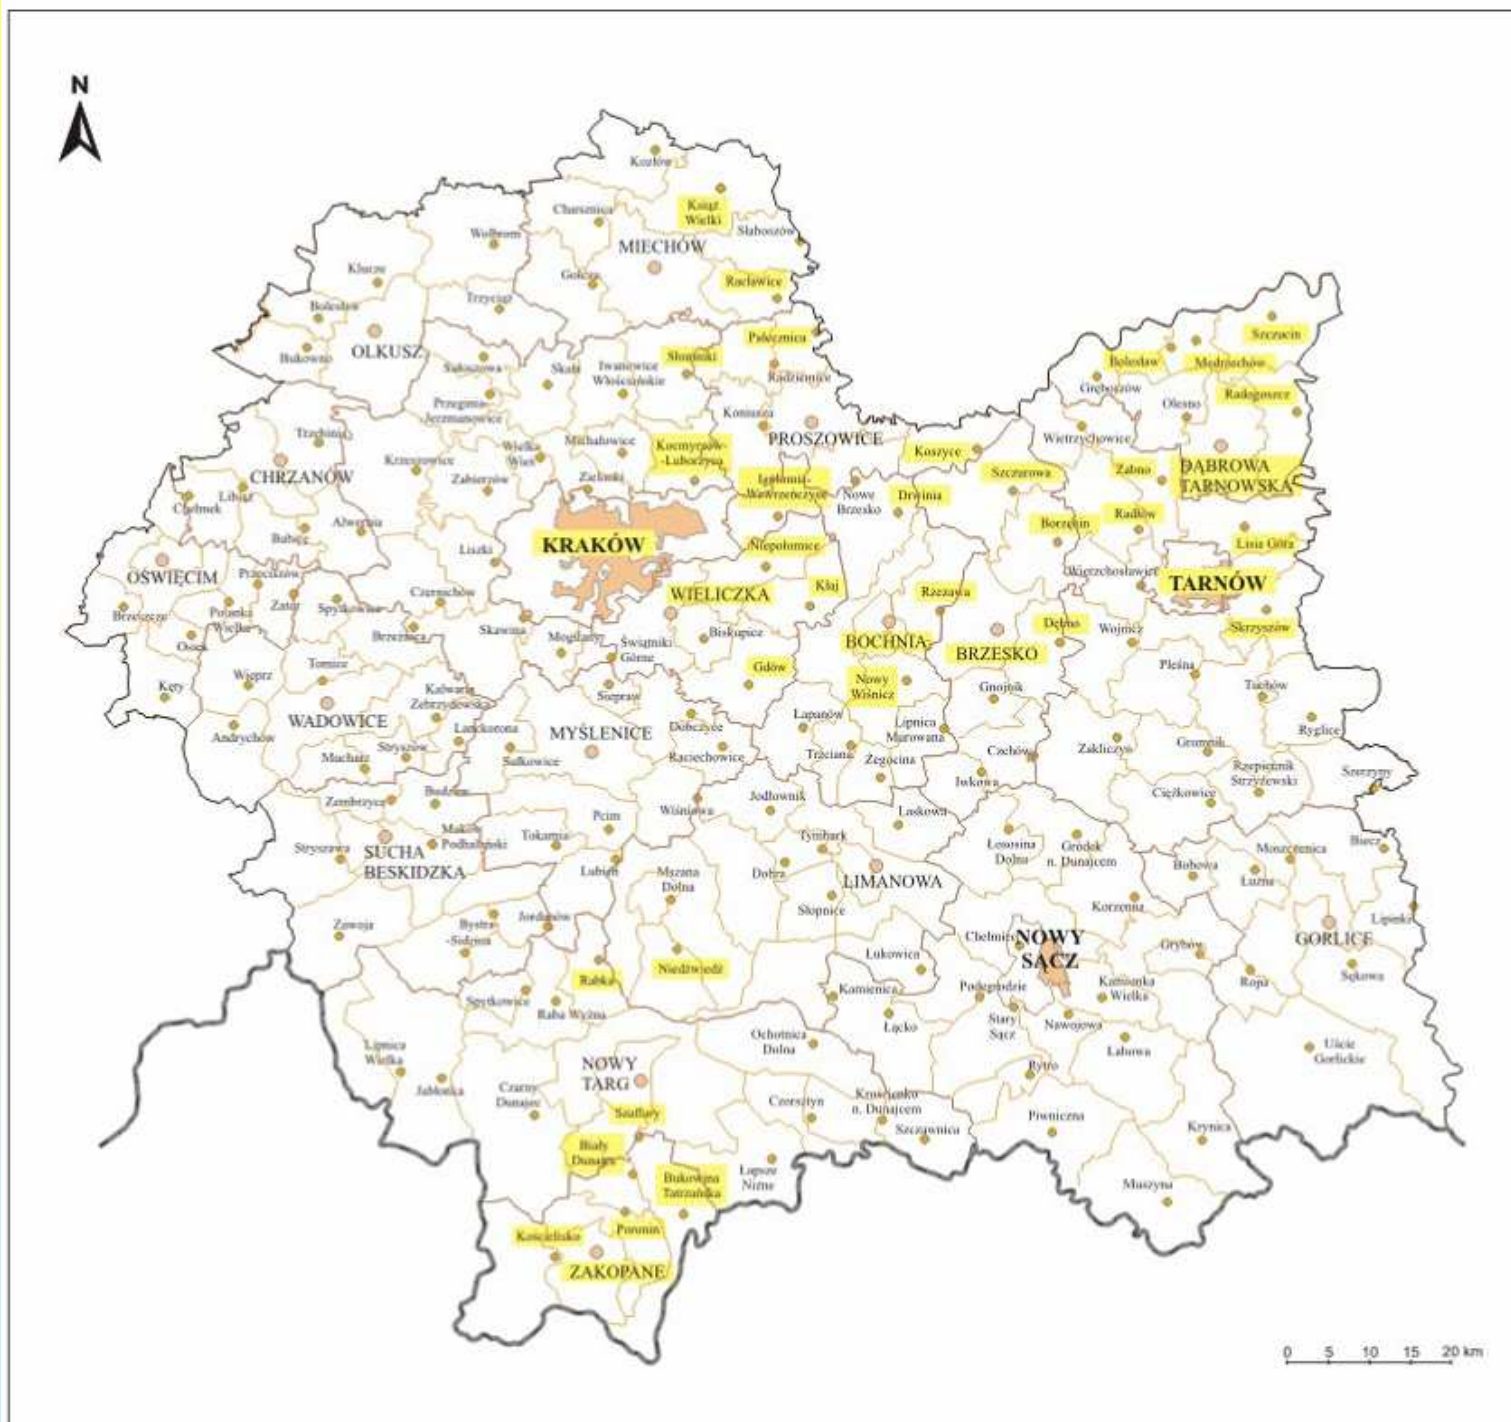 N
Kozłów
Książ
Wielki
Charsznica
Słaboszów
Wolbrom
MIECHÓW
Klucze
Gołcza
Racławice
Bolesław
Trzyciąż
Szczucin
OLKUSZ
Pałecznica
Bukowno
Sułoszowa
Skała
Iwanowice
Włościańskie
Słomniki
Radziemice
Bolesław
Mędrzechów
Gręboszów
Radogoszcz
Przeginia-
Jerzmanowice
Olesno
Koniusza
Trzebinia
PROSZOWICE
Wietrzychowice
Wielka
Wieś
Michałowice
Kocmyrzów-
-Luborzyca
Koszyce
Krzeszowice
CHRZANÓW
Zabierzów
Zielonki
Igołomia-
-Wawrzeńczyce
Szczurowa
Żabno
DĄBROWA
TARNOWSKA
Libiąż
Chełmek
Nowe
Brzesko
Drwinia
Alwernia
Babice
Borzęcin
Radłów
Liszki
KRAKÓW
Niepołomice
Lisia Góra
OŚWIĘCIM
Przeciszów
Wierzchosławice
TARNÓW
Kłaj
Czernichów
WIELICZKA
Rzezawa
Brzeszcze
Polanka
Wielka
Zator
Spytkowice
Brzeźnica
Skawina
Mogilany
Świątniki
Górne
Biskupice
BOCHNIA
BRZESKO
Dębno
Wojnicz
Skrzyszów
Osiek
Tomice
Wieprz
Gdów
Nowy
Wiśnicz
Pleśna
Kęty
Kalwaria
Zebrzydowska
Siepraw
Gnojnik
Tuchów
WADOWICE
Lanckorona
MYŚLENICE
Dobczyce
Łapanów
Lipnica
Murowana
Andrychów
Ryglice
Stryszów
Mucharz
Sułkowice
Raciechowice
Trzciana
Żegocina
Czchów
Zakliczyn
Gromnik
Rzepiennik
Strzyżewski
Szerzyny
Iwkowa
Zembrzyce
Budzów
Ciężkowice
Wiśniowa
Jodłownik
Laskowa
Pcim
Tokarnia
Maków
Podhalański
Stryszawa
SUCHA
BESKIDZKA
Tymbark
Łososina
Dolna
Gródek
n. Dunajcem
Moszczenica
Biecz
Bobowa
Łużna
Lubień
Mszana
Dolna
Dobra
LIMANOWA
Słopnice
Korzenna
Zawoja
Bystra-
-Sidzina
Jordanów
Lipinki
GORLICE
Chełmiec
NOWY
SĄCZ
Grybów
Łukowica
Niedźwiedź
Rabka
Sękowa
Ropa
Spytkowice
Raba Wyżna
Kamienica
Podegrodzie
Kamionka
Wielka
Łącko
Stary
Sącz
Nawojowa
Ochotnica
Dolna
Łabowa
Uście
Gorlickie
Lipnica
Wielka
NOWY
TARG
Jabłonka
Czarny
Dunajec
Rytro
Czorsztyn
Krościenko
n. Dunajcem
Szaflary
Piwniczna
Szczawnica
Krynica
Biały
Dunajec
Łapsze
Niżne
Bukowina
Tatrzańska
Muszyna
Kościelisko
Poronin
ZAKOPANE
0 5 10 15 20 km